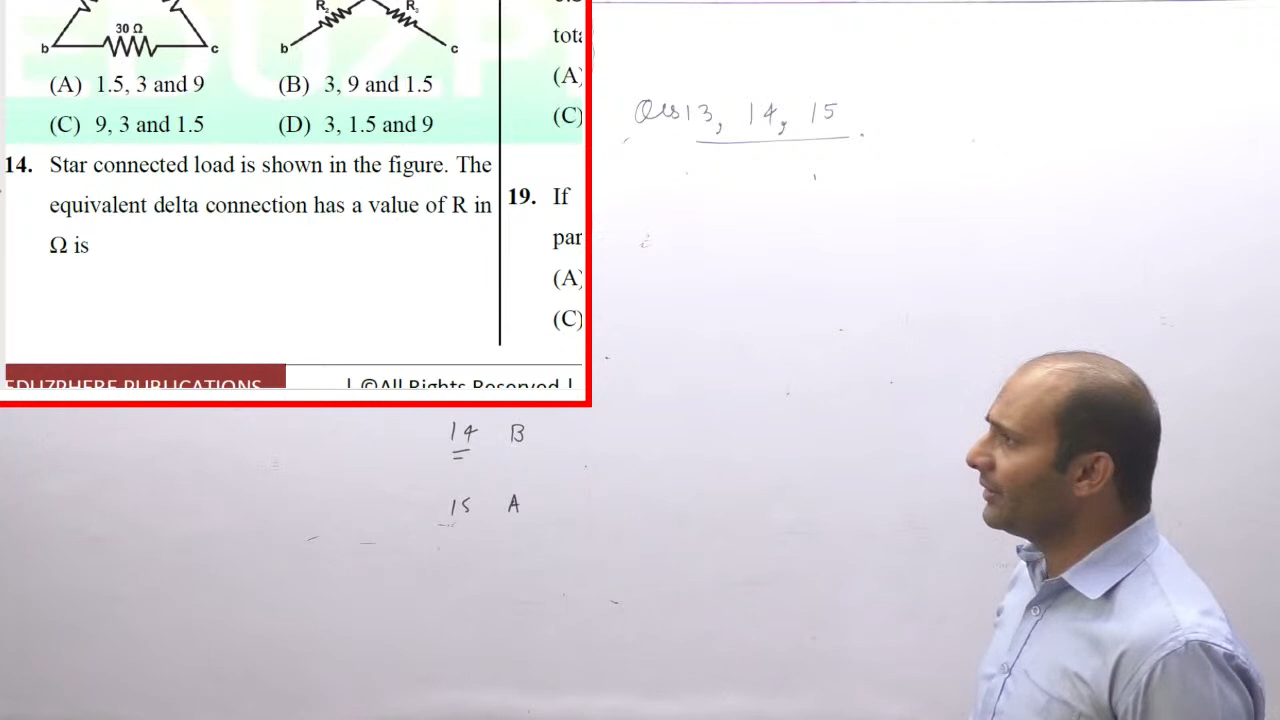 R₂ R₃
30 Ω
b c b c
(A) 1.5, 3 and 9 (B) 3, 9 and 1.5
(C) 9, 3 and 1.5 (D) 3, 1.5 and 9
14. Star connected load is shown in the figure. The
equivalent delta connection has a value of R in
Ω is
EDUZPHERE PUBLICATIONS | ©All Rights Reserved |
(A)
(C)
19. If
par
(A)
(C)
Ques 13, 14, 15
14 B
15 A